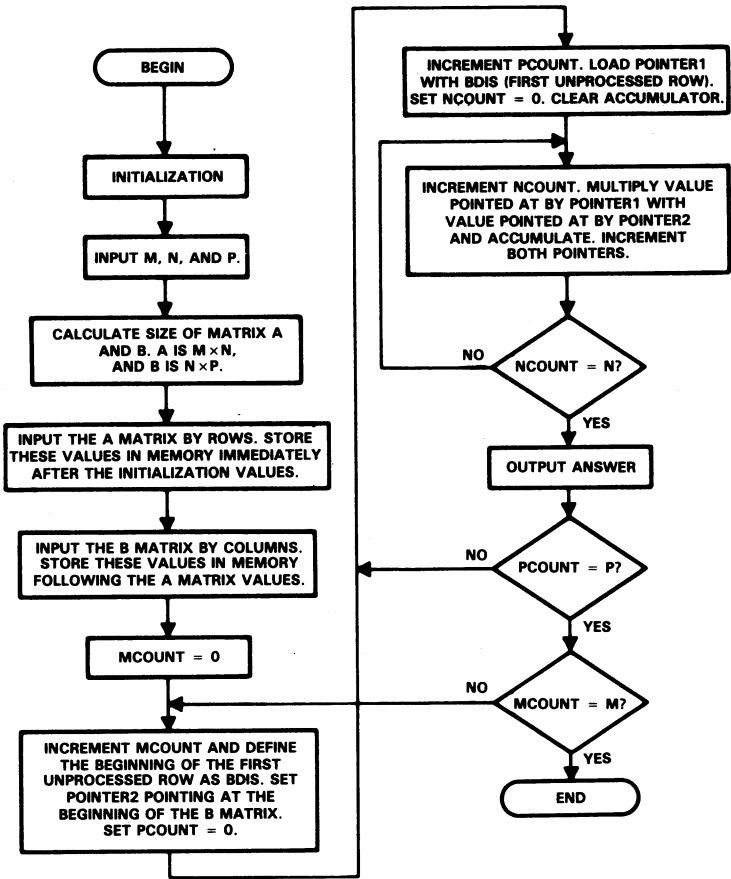 BEGIN
INITIALIZATION
INPUT M, N, AND P.
CALCULATE SIZE OF MATRIX A
AND B. A IS M×N,
AND B IS N×P.
INPUT THE A MATRIX BY ROWS. STORE
THESE VALUES IN MEMORY IMMEDIATELY
AFTER THE INITIALIZATION VALUES.
INPUT THE B MATRIX BY COLUMNS.
STORE THESE VALUES IN MEMORY
FOLLOWING THE A MATRIX VALUES.
MCOUNT = 0
INCREMENT MCOUNT AND DEFINE
THE BEGINNING OF THE FIRST
UNPROCESSED ROW AS BDIS. SET
POINTER2 POINTING AT THE
BEGINNING OF THE B MATRIX.
SET PCOUNT = 0.
INCREMENT PCOUNT. LOAD POINTER1
WITH BDIS (FIRST UNPROCESSED ROW).
SET NCOUNT = 0. CLEAR ACCUMULATOR.
INCREMENT NCOUNT. MULTIPLY VALUE
POINTED AT BY POINTER1 WITH
VALUE POINTED AT BY POINTER2
AND ACCUMULATE. INCREMENT
BOTH POINTERS.
NO
NCOUNT = N?
YES
OUTPUT ANSWER
NO
PCOUNT = P?
YES
NO
MCOUNT = M?
YES
END